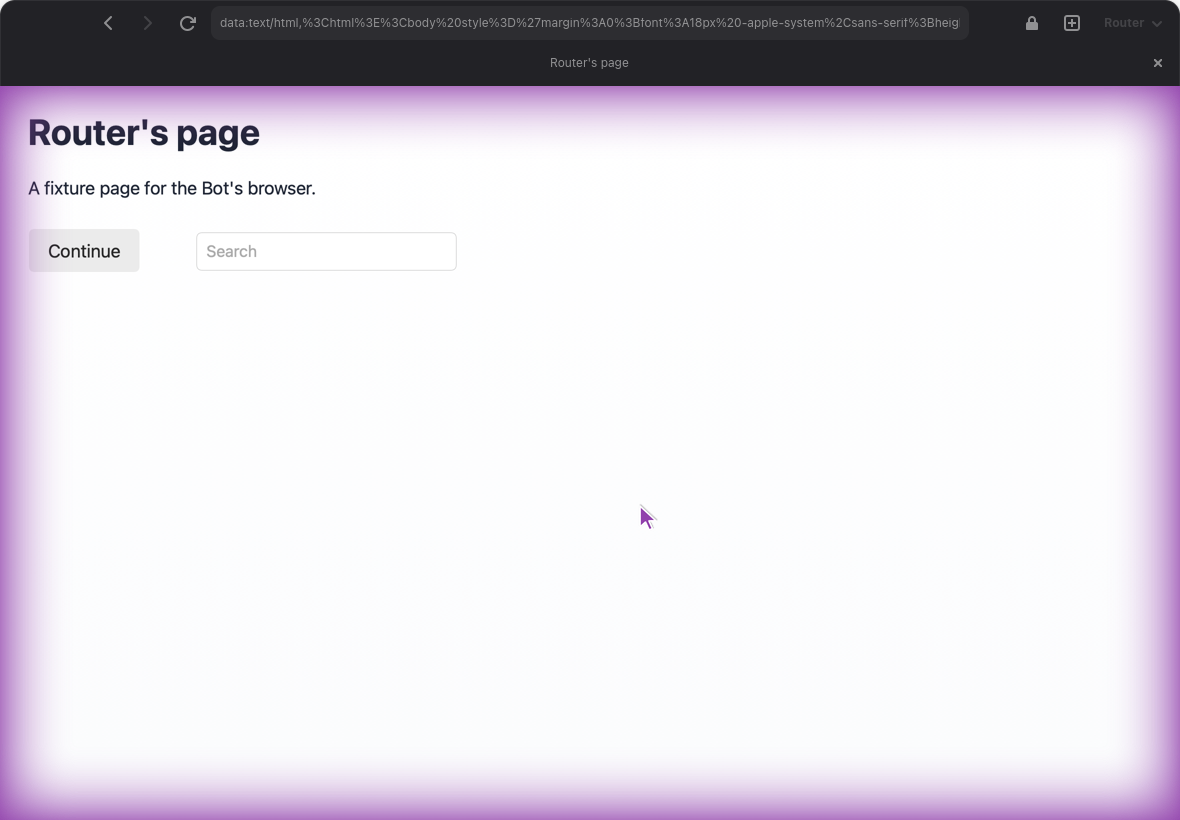 data:text/html,%3Chtml%3E%3Cbody%20style%3D%27margin%3A0%3Bfont%3A18px%20-apple-system%2Csans-serif%3Bheig
Router
Router's page
Router's page
A fixture page for the Bot's browser.
Continue
Search